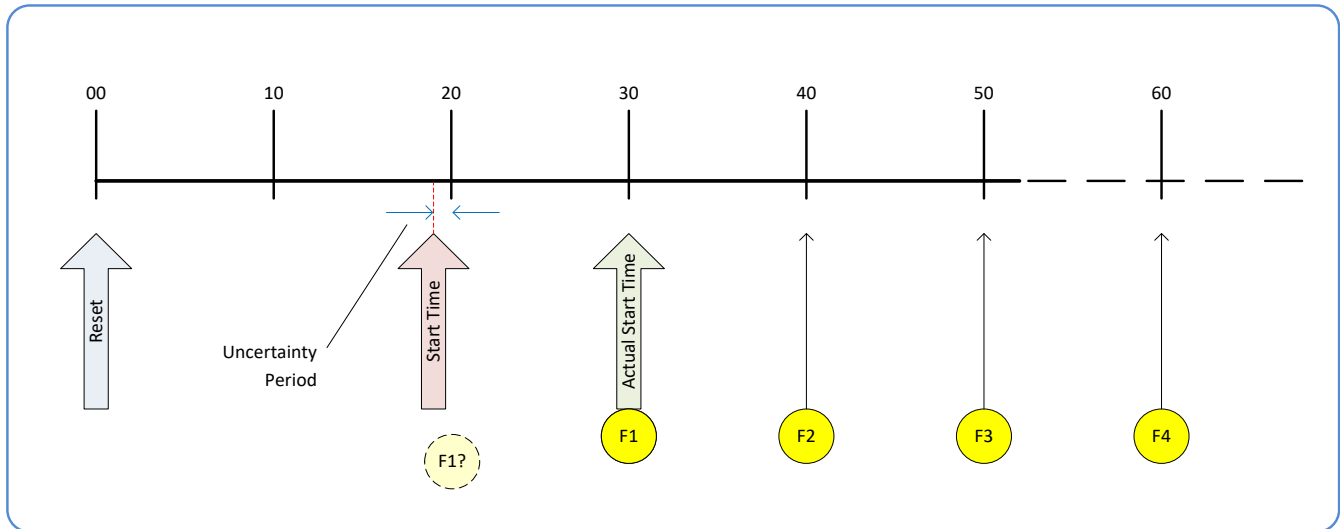 00
10
20
30
40
50
60
Reset
Start Time
Actual Start Time
Uncertainty
Period
F1?
F1
F2
F3
F4